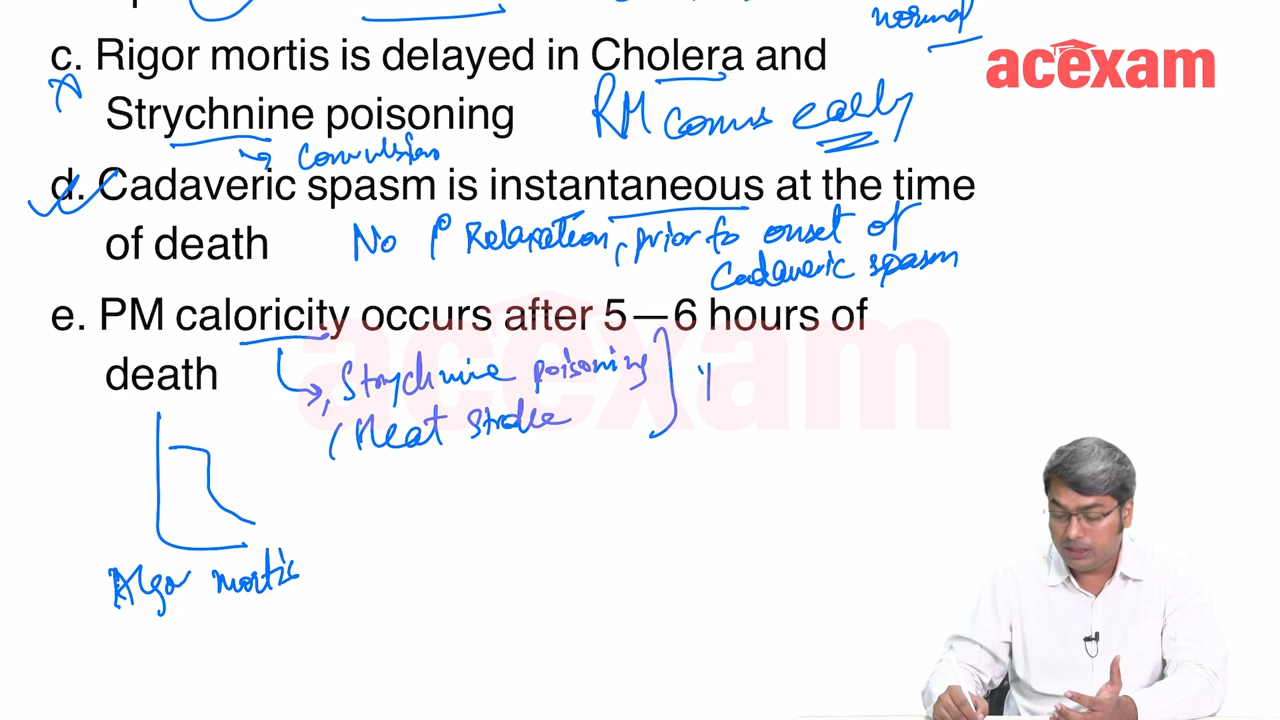 normal
c. Rigor mortis is delayed in Cholera and
acexam
Strychnine poisoning
RM comes early
convulsion
d. Cadaveric spasm is instantaneous at the time
of death
No 1° Relaxation, prior to onset of
Cadaveric spasm
e. PM caloricity occurs after 5—6 hours of
death
acexam
Strychnine poisoning
Heat stroke
Algor mortis